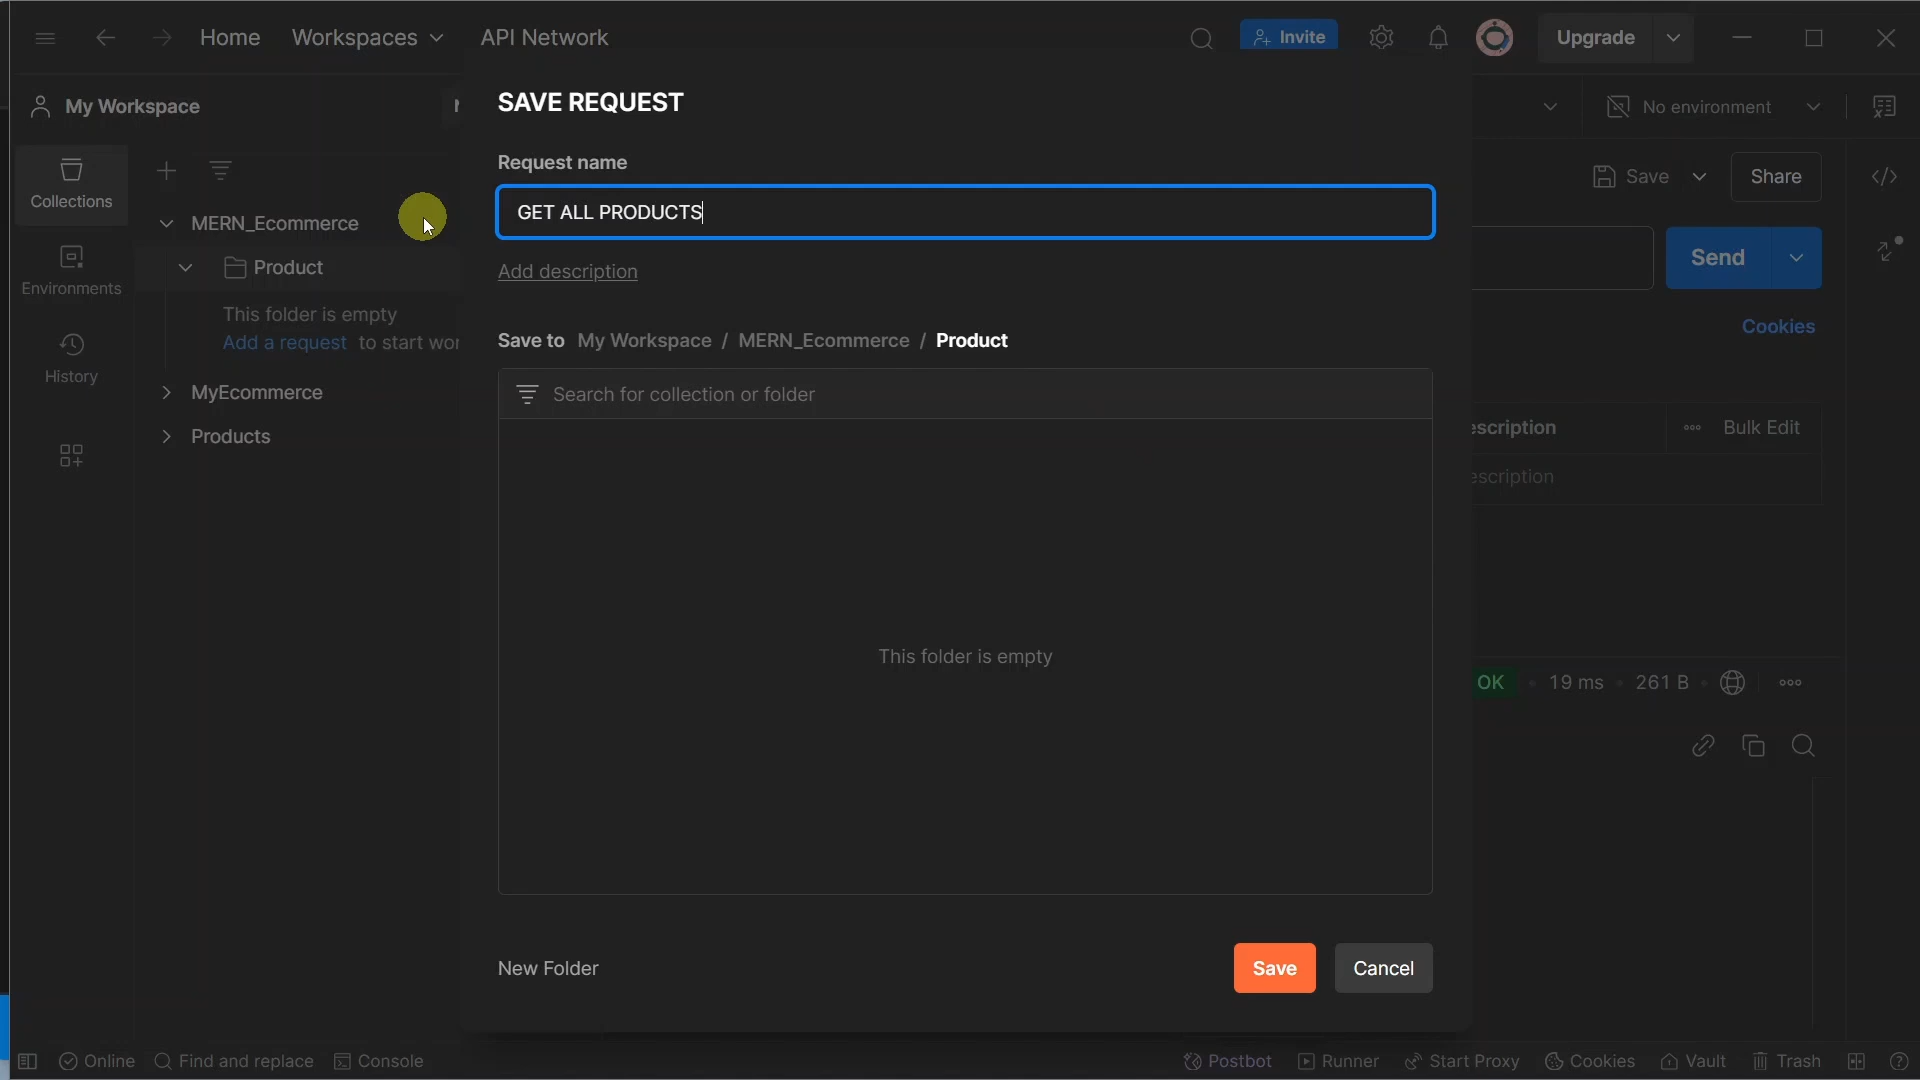 Home Workspaces API Network Invite Upgrade
My Workspace No environment
SAVE REQUEST
Request name
GET ALL PRODUCTS
Add description
Save to My Workspace / MERN_Ecommerce / Product
Search for collection or folder
This folder is empty
New Folder Save Cancel
Collections
Environments
History
MERN_Ecommerce
Product
This folder is empty
Add a request to start wor
MyEcommerce
Products
Save Share
Send
Cookies
escription Bulk Edit
escription
OK 19 ms 261 B
Online Find and replace Console Postbot Runner Start Proxy Cookies Vault Trash